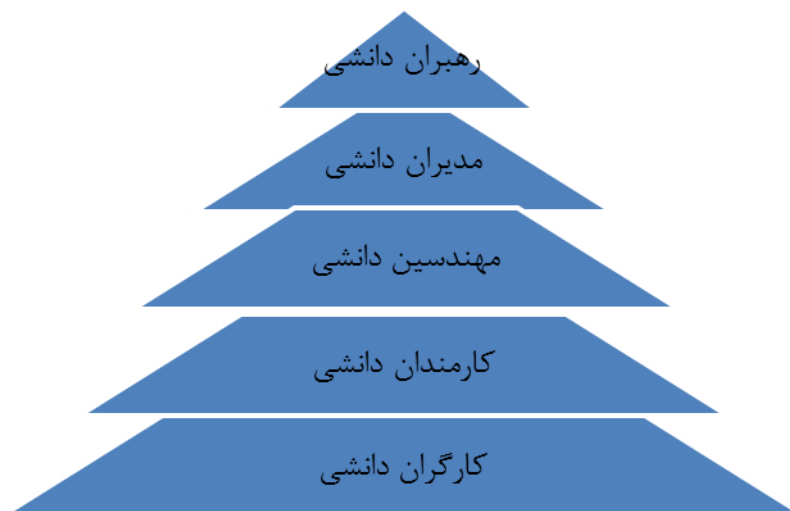 رهبران دانشی
مدیران دانشی
مهندسین دانشی
کارمندان دانشی
کارگران دانشی